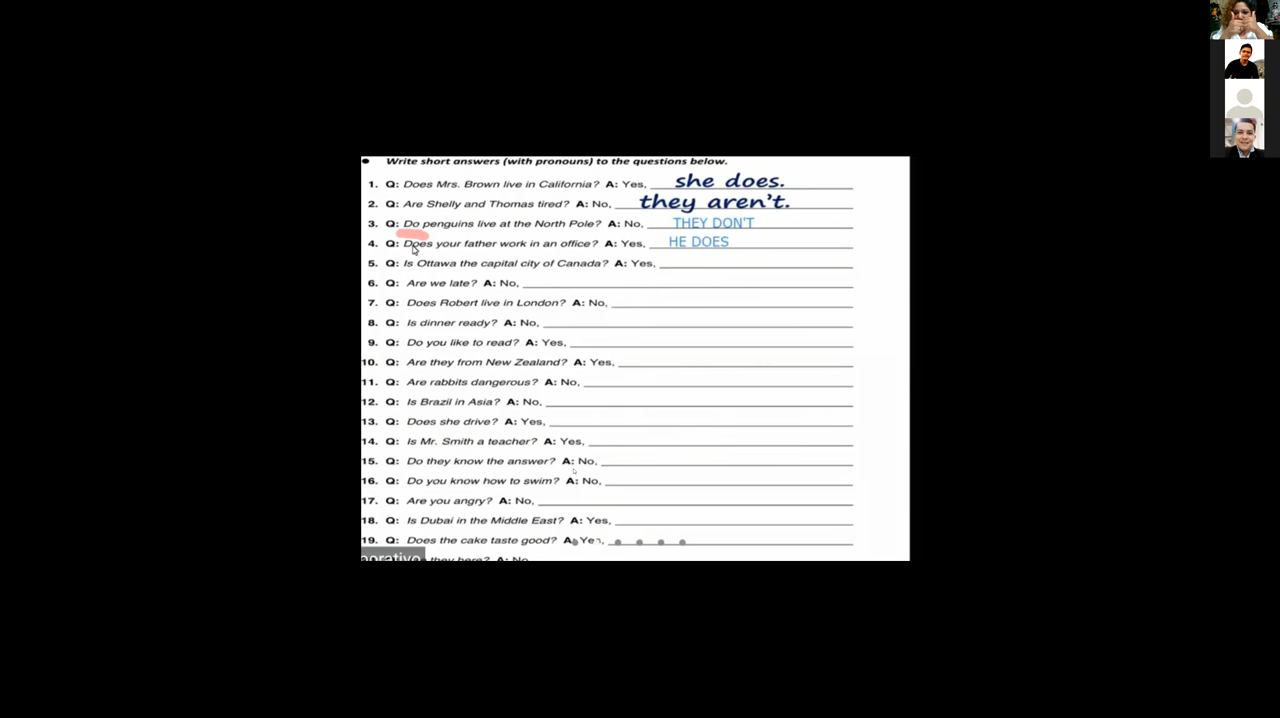 ● Write short answers (with pronouns) to the questions below.
1. Q: Does Mrs. Brown live in California? A: Yes, she does.
2. Q: Are Shelly and Thomas tired? A: No, they aren't.
3. Q: Do penguins live at the North Pole? A: No, THEY DON'T
4. Q: Does your father work in an office? A: Yes, HE DOES
5. Q: Is Ottawa the capital city of Canada? A: Yes,
6. Q: Are we late? A: No,
7. Q: Does Robert live in London? A: No,
8. Q: Is dinner ready? A: No,
9. Q: Do you like to read? A: Yes,
10. Q: Are they from New Zealand? A: Yes,
11. Q: Are rabbits dangerous? A: No,
12. Q: Is Brazil in Asia? A: No,
13. Q: Does she drive? A: Yes,
14. Q: Is Mr. Smith a teacher? A: Yes,
15. Q: Do they know the answer? A: No,
16. Q: Do you know how to swim? A: No,
17. Q: Are you angry? A: No,
18. Q: Is Dubai in the Middle East? A: Yes,
19. Q: Does the cake taste good? A: Yes,
they here? A: No